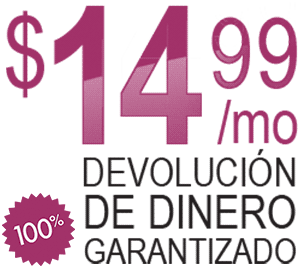 $14.99
/mo
DEVOLUCIÓN
DE DINERO
100%
GARANTIZADO